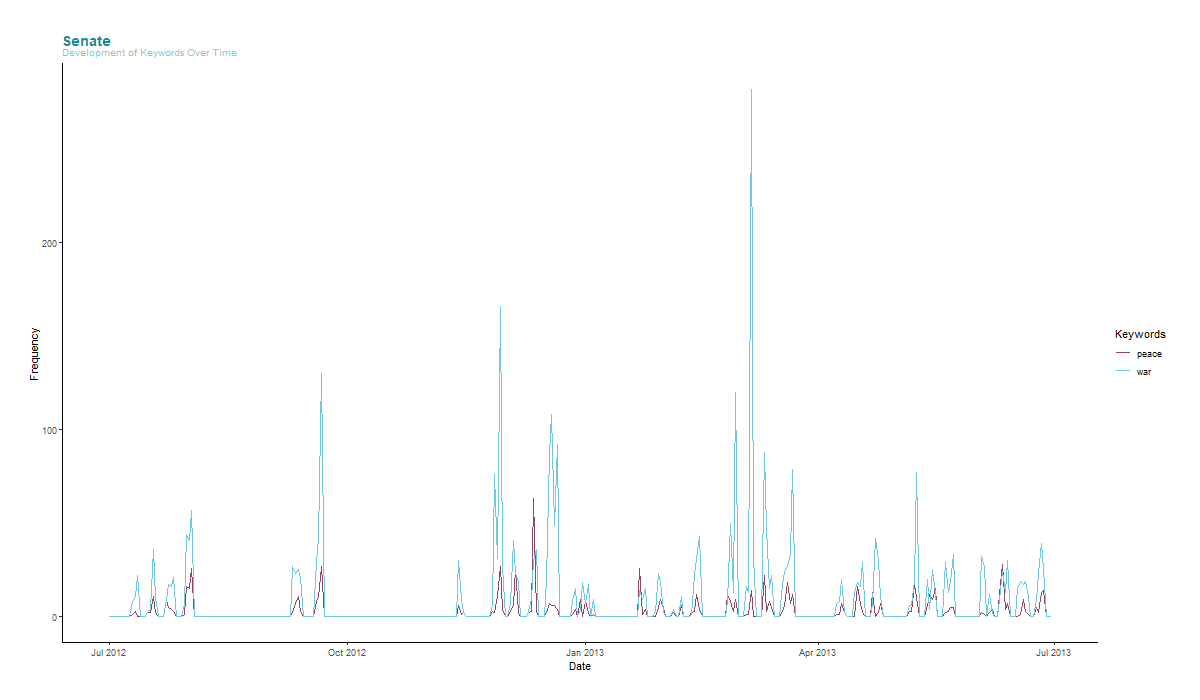 Senate
Development of Keywords Over Time
Frequency
200
100
0
Jul 2012
Oct 2012
Jan 2013
Apr 2013
Jul 2013
Date
Keywords
peace
war